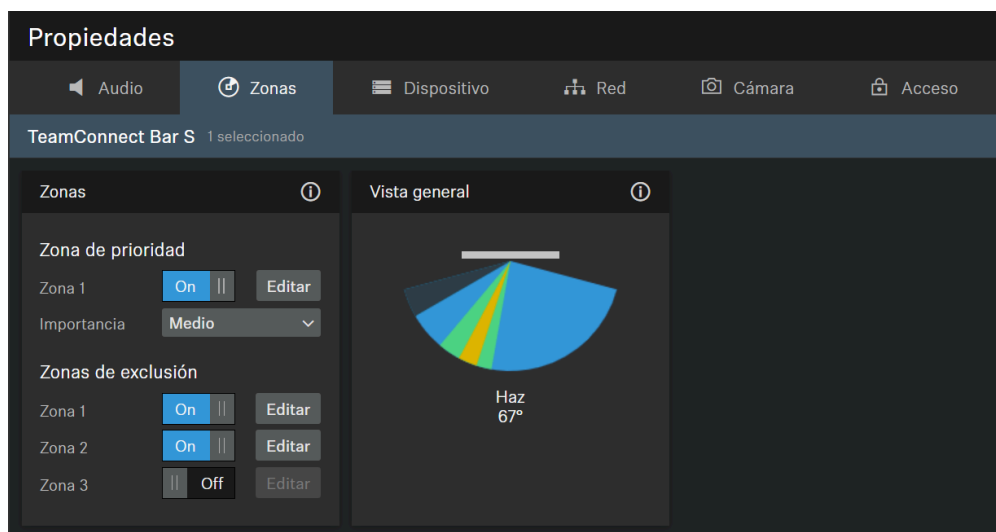 Propiedades
Audio Zonas Dispositivo Red Cámara Acceso
TeamConnect Bar S 1 seleccionado
Zonas
Zona de prioridad
Zona 1 On Editar
Importancia Medio
Zonas de exclusión
Zona 1 On Editar
Zona 2 On Editar
Zona 3 Off Editar
Vista general
Haz
67°